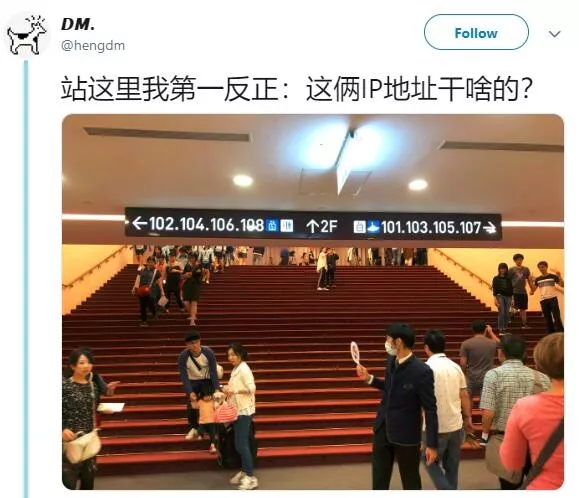 DM.
@hengdm
Follow
站这里我第一反正：这俩IP地址干啥的？
←102.104.106.108 ↑2F 101.103.105.107→